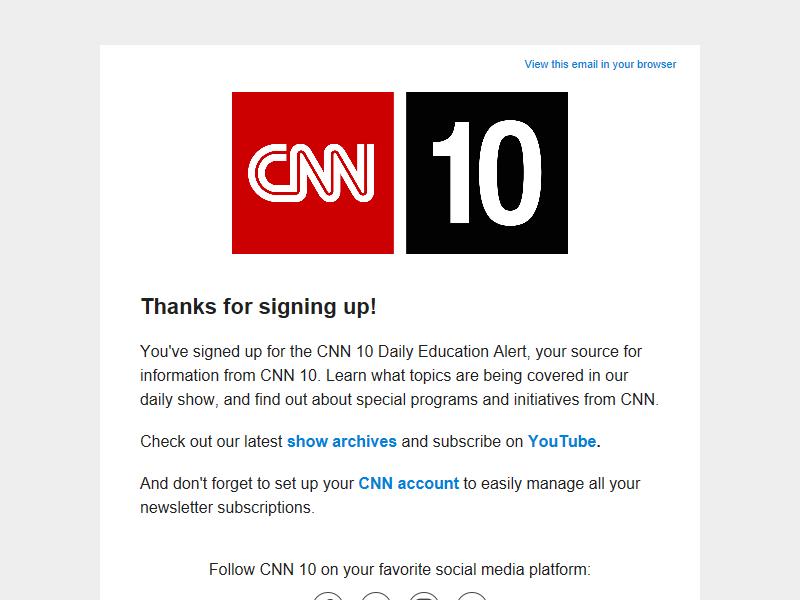 View this email in your browser
CNN 10
Thanks for signing up!
You've signed up for the CNN 10 Daily Education Alert, your source for
information from CNN 10. Learn what topics are being covered in our
daily show, and find out about special programs and initiatives from CNN.
Check out our latest show archives and subscribe on YouTube.
And don't forget to set up your CNN account to easily manage all your
newsletter subscriptions.
Follow CNN 10 on your favorite social media platform: